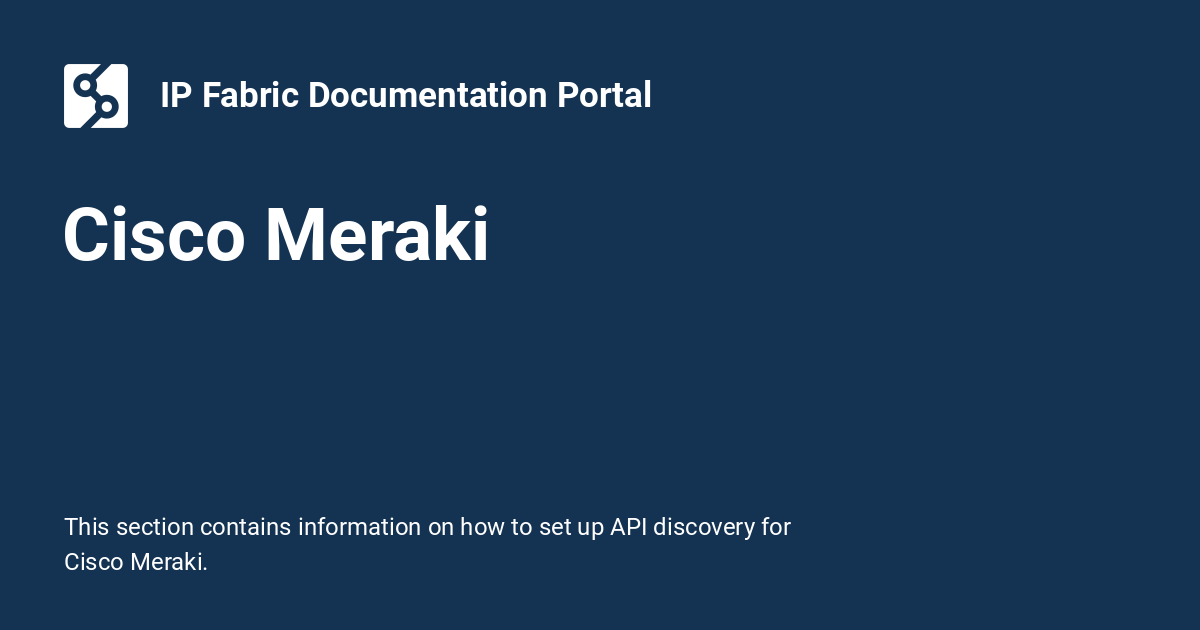 IP Fabric Documentation Portal
Cisco Meraki
This section contains information on how to set up API discovery for
Cisco Meraki.